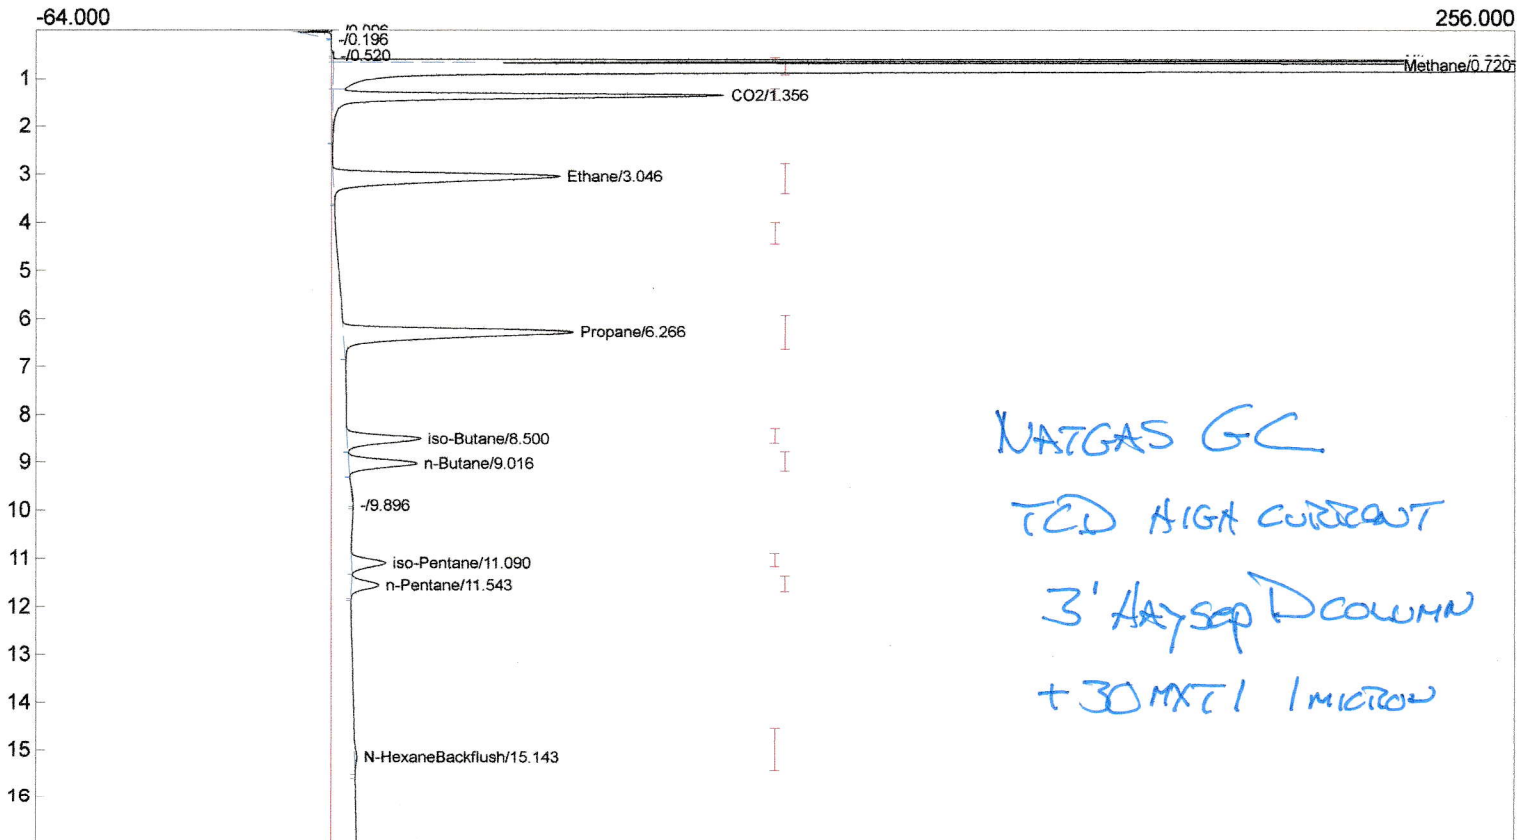 -64.000 256.000
-/0.196
-/0.520
Methane/0.720
1
CO2/1.356
2
3
Ethane/3.046
4
5
6
Propane/6.266
7
8
iso-Butane/8.500
9
n-Butane/9.016
10
-/9.896
11
iso-Pentane/11.090
n-Pentane/11.543
12
13
14
15
N-HexaneBackflush/15.143
16
NATGAS GC
TCD HIGH CURRENT
3' HAYSEP D COLUMN
+ 30 MXT1 1 MICRON